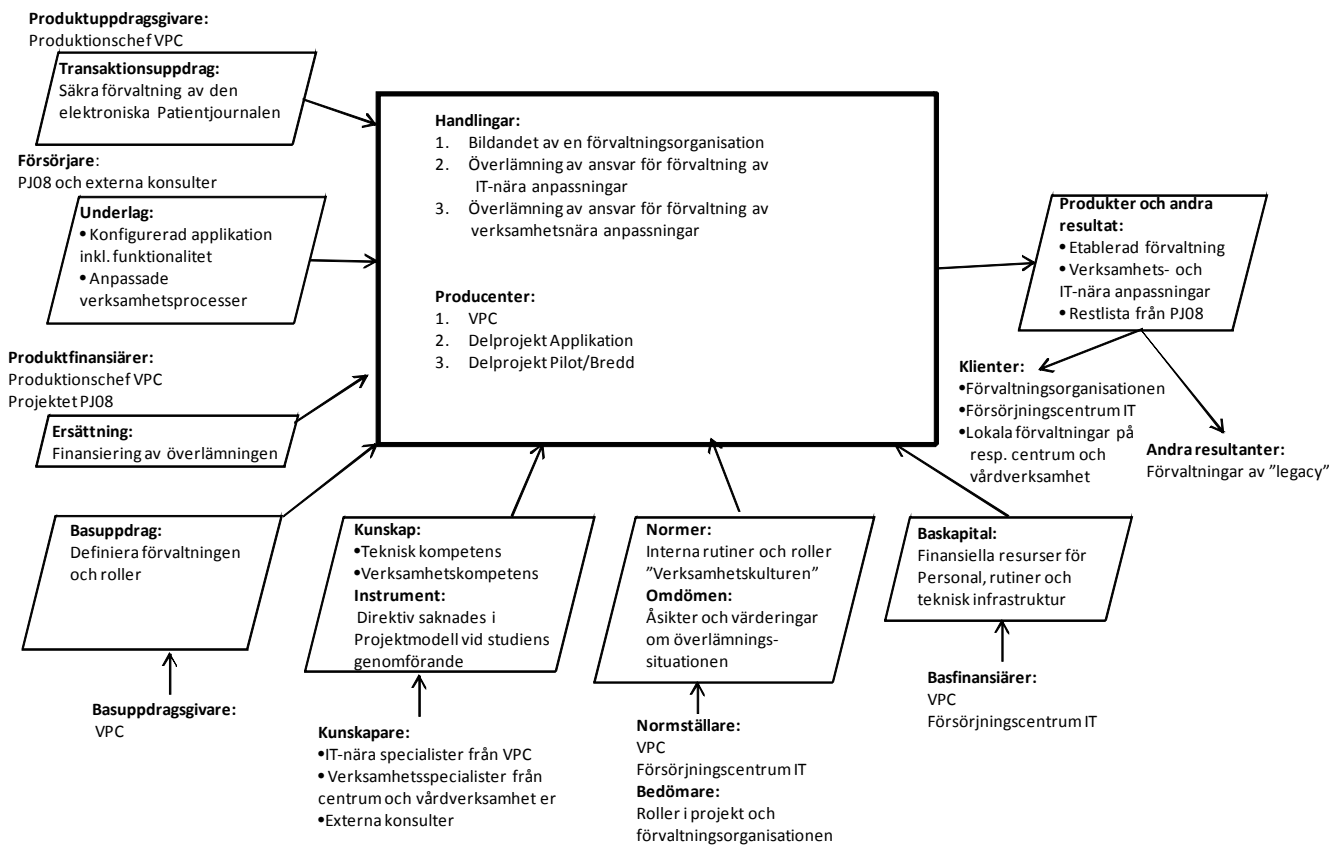 Produktuppdragsgivare:
Produktionschef VPC
Transaktionsuppdrag:
Säkra förvaltning av den
elektroniska Patientjournalen
Försörjare:
PJ08 och externa konsulter
Underlag:
• Konfigurerad applikation
inkl. funktionalitet
• Anpassade
verksamhetsprocesser
Produktfinansiärer:
Produktionschef VPC
Projektet PJ08
Ersättning:
Finansiering av överlämningen
Handlingar:
1. Bildandet av en förvaltningsorganisation
2. Överlämning av ansvar för förvaltning av
IT-nära anpassningar
3. Överlämning av ansvar för förvaltning av
verksamhetsnära anpassningar
Producenter:
1. VPC
2. Delprojekt Applikation
3. Delprojekt Pilot/Bredd
Produkter och andra
resultat:
• Etablerad förvaltning
• Verksamhets- och
IT-nära anpassningar
• Restlista från PJ08
Klienter:
•Förvaltningsorganisationen
•Försörjningscentrum IT
•Lokala förvaltningar på
resp. centrum och
vårdverksamhet
Andra resultanter:
Förvaltningar av ”legacy”
Basuppdrag:
Definiera förvaltningen
och roller
Basuppdragsgivare:
VPC
Kunskap:
•Teknisk kompetens
•Verksamhetskompetens
Instrument:
Direktiv saknades i
Projektmodell vid studiens
genomförande
Kunskapare:
•IT-nära specialister från VPC
• Verksamhetsspecialister från
centrum och vårdverksamhet er
•Externa konsulter
Normer:
Interna rutiner och roller
”Verksamhetskulturen”
Omdömen:
Åsikter och värderingar
om överlämnings-
situationen
Normställare:
VPC
Försörjningscentrum IT
Bedömare:
Roller i projekt och
förvaltningsorganisationen
Baskapital:
Finansiella resurser för
Personal, rutiner och
teknisk infrastruktur
Basfinansiärer:
VPC
Försörjningscentrum IT